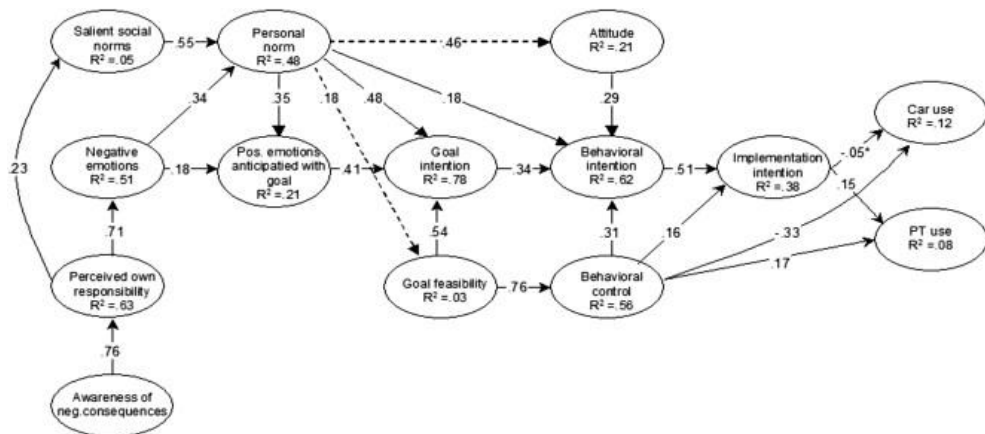 Salient social
norms
R² =.05
.55
Personal
norm
R² =.48
.46
Attitude
R² =.21
.34
.35
.18
.48
.18
.29
Car use
R² =.12
.23
Negative
emotions
R² =.51
.18
Pos. emotions
anticipatied with
goal
R² =.21
.41
Goal
intention
R² =.78
.34
Behavioral
intention
R² =.62
.51
Implementation
intention
R² =.38
-.05*
.15
.71
.54
.31
.16
-.33
PT use
R² =.08
.17
Perceived own
responsibility
R² =.63
Goal feasibility
R² =.03
.76
Behavioral
control
R² =.56
.76
Awareness of
neg.consequences